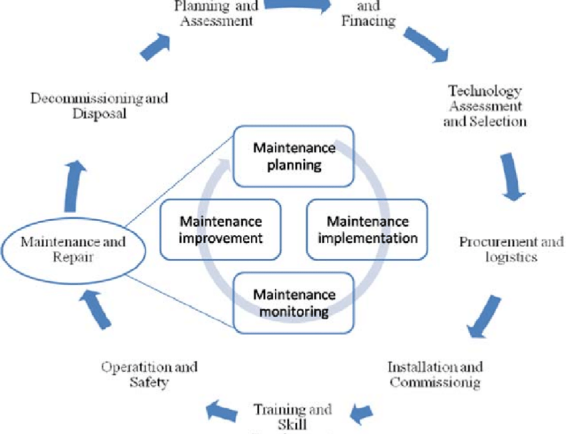 Planning and
Assessment
and
Finacing
Technology
Assessment
and Selection
Procurement and
logistics
Installation and
Commissionig
Training and
Skill
Operatition and
Safety
Maintenance and
Repair
Decommissioning and
Disposal
Maintenance
planning
Maintenance
implementation
Maintenance
monitoring
Maintenance
improvement